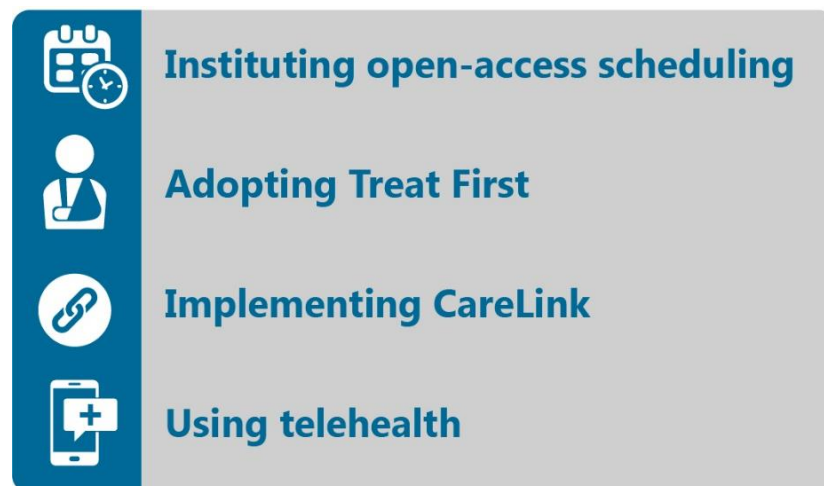 Instituting open-access scheduling
Adopting Treat First
Implementing CareLink
Using telehealth